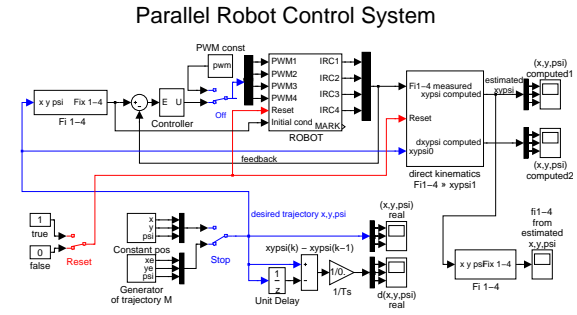 Parallel Robot Control System
PWM const
pwm
Off
PWM1
PWM2
PWM3
PWM4
Reset
Initial cond
IRC1
IRC2
IRC3
IRC4
MARK
ROBOT
x y psi Fix 1-4
Fi 1-4
E U
Controller
feedback
Fi1-4 measured
xypsi computed
Reset
dxypsi computed
xypsi0
direct kinematics
Fi1-4 » xypsi1
estimated
xypsi
(x,y,psi)
computed1
(x,y,psi)
computed2
1
true
0
false
Reset
x
y
psi
Constant pos
xe
ye
psi
Generator
of trajectory M
Stop
desired trajectory x,y,psi
(x,y,psi)
real
xypsi(k) - xypsi(k-1)
+
-
1
z
Unit Delay
1/0.
1/Ts
d(x,y,psi)
real
fi1-4
from
estimated
x,y,psi
x y psi Fix 1-4
Fi 1-4